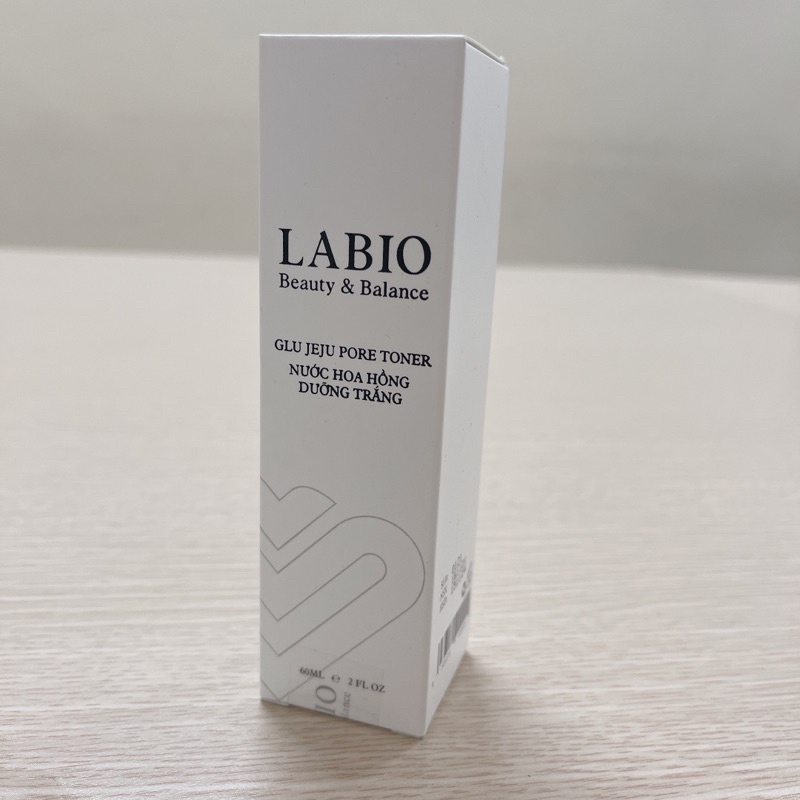 LABIO
Beauty & Balance
GLU JEJU PORE TONER
NƯỚC HOA HỒNG
DƯỠNG TRẮNG
60ML ℮ 2 FL OZ